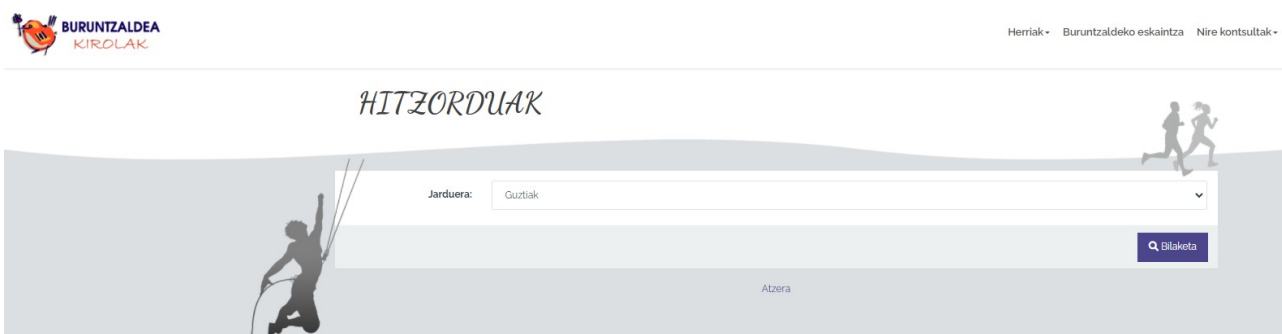 BURUNTZALDEA
KIROLAK
Herriak Buruntzaldeko eskaintza Nire kontsultak
HITZORDUAK
Jarduera: Guztiak
Bilaketa
Atzera